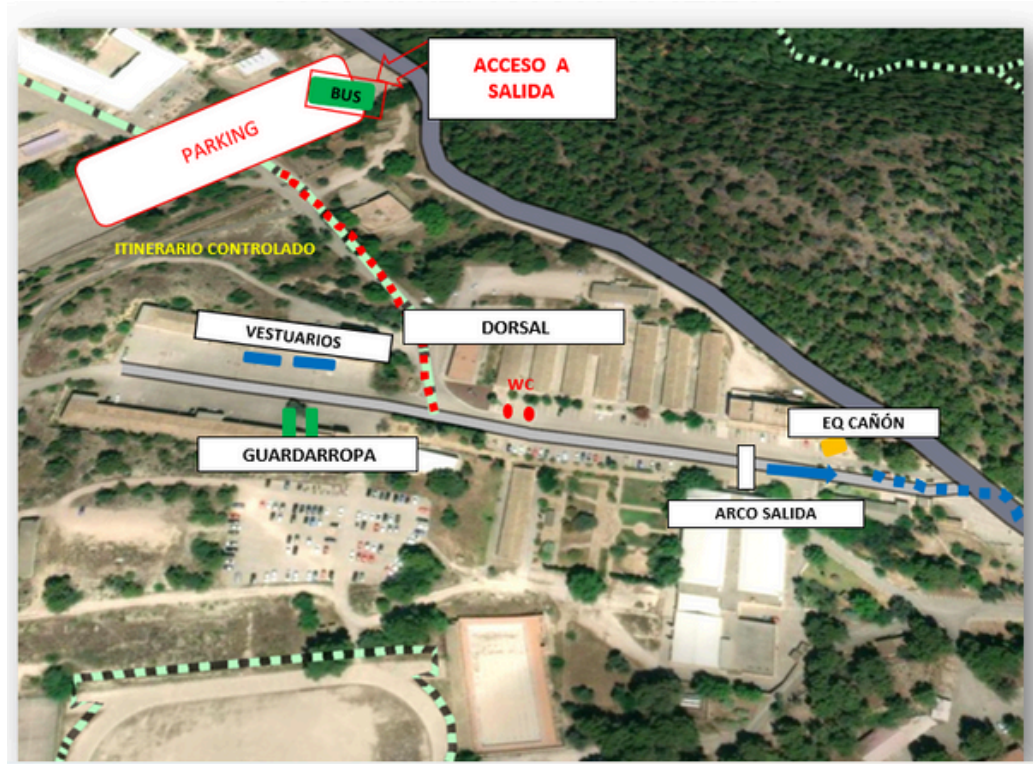 ACCESO A
SALIDA
BUS
PARKING
ITINERARIO CONTROLADO
VESTUARIOS
DORSAL
WC
EQ CAÑÓN
GUARDARROPA
ARCO SALIDA